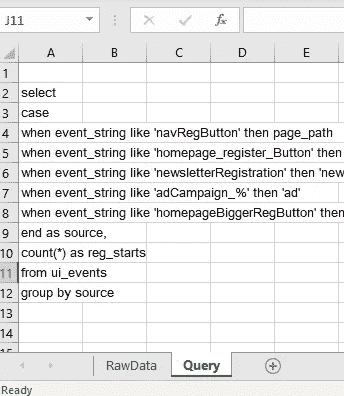 J11
fx
A B C D E
1
2 select
3 case
4 when event_string like 'navRegButton' then page_path
5 when event_string like 'homepage_register_Button' then
6 when event_string like 'newsletterRegistration' then 'new
7 when event_string like 'adCampaign_%' then 'ad'
8 when event_string like 'homepageBiggerRegButton' then
9 end as source,
10 count(*) as reg_starts
11 from ui_events
12 group by source
13
14
RawData Query
Ready